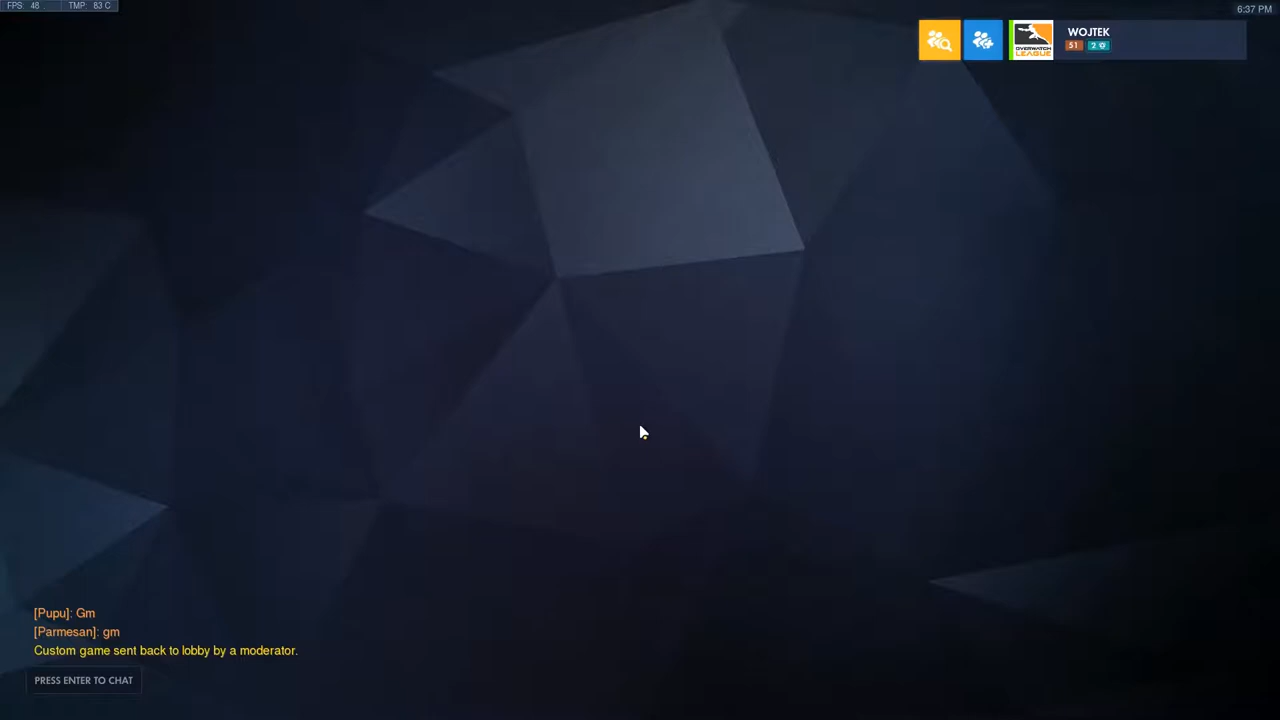 FPS: 48 TMP: 83 C
6:37 PM
OVERWATCH
LEAGUE
WOJTEK
51 2
[Pupu]: Gm
[Parmesan]: gm
Custom game sent back to lobby by a moderator.
PRESS ENTER TO CHAT